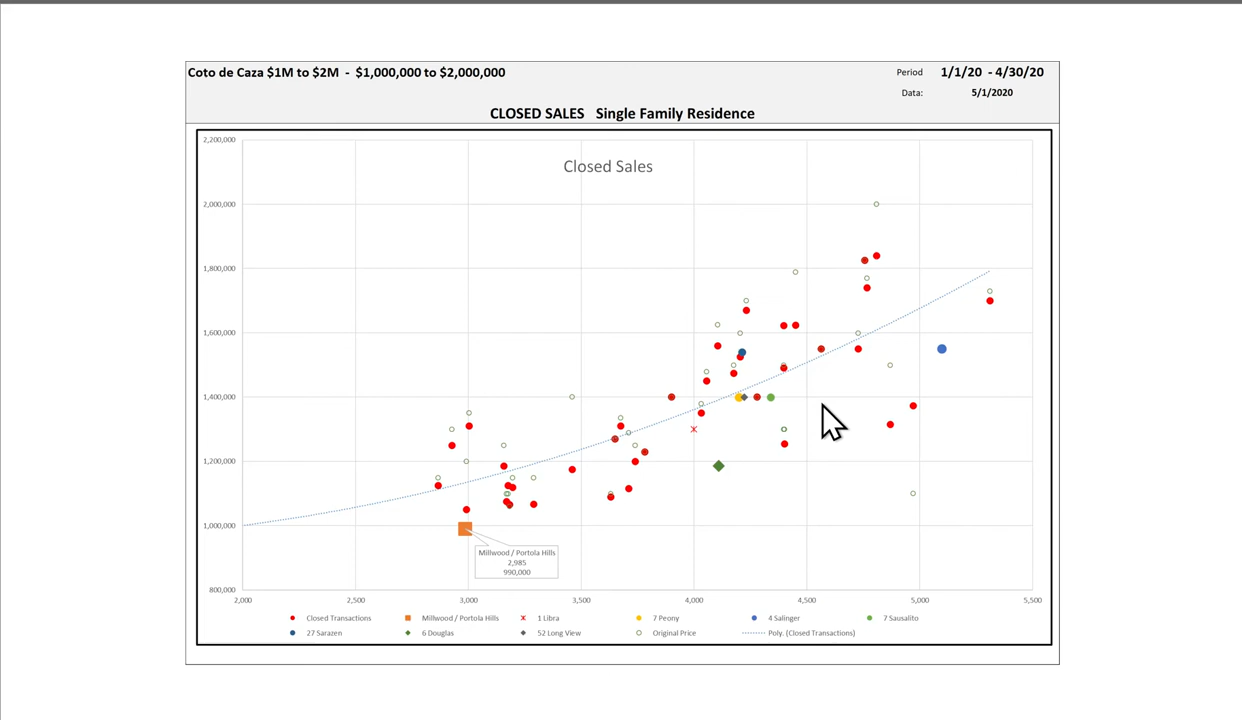 Coto de Caza $1M to $2M - $1,000,000 to $2,000,000
Period 1/1/20 - 4/30/20
Data: 5/1/2020
CLOSED SALES Single Family Residence
Closed Sales
2,200,000
2,000,000
1,800,000
1,600,000
1,400,000
1,200,000
1,000,000
800,000
Millwood / Portola Hills
2,985
990,000
2,000 2,500 3,000 3,500 4,000 4,500 5,000 5,500
Closed Transactions Millwood / Portola Hills 1 Libra 7 Peony 4 Salinger 7 Sausalito
27 Sarazen 6 Douglas 52 Long View Original Price Poly. (Closed Transactions)